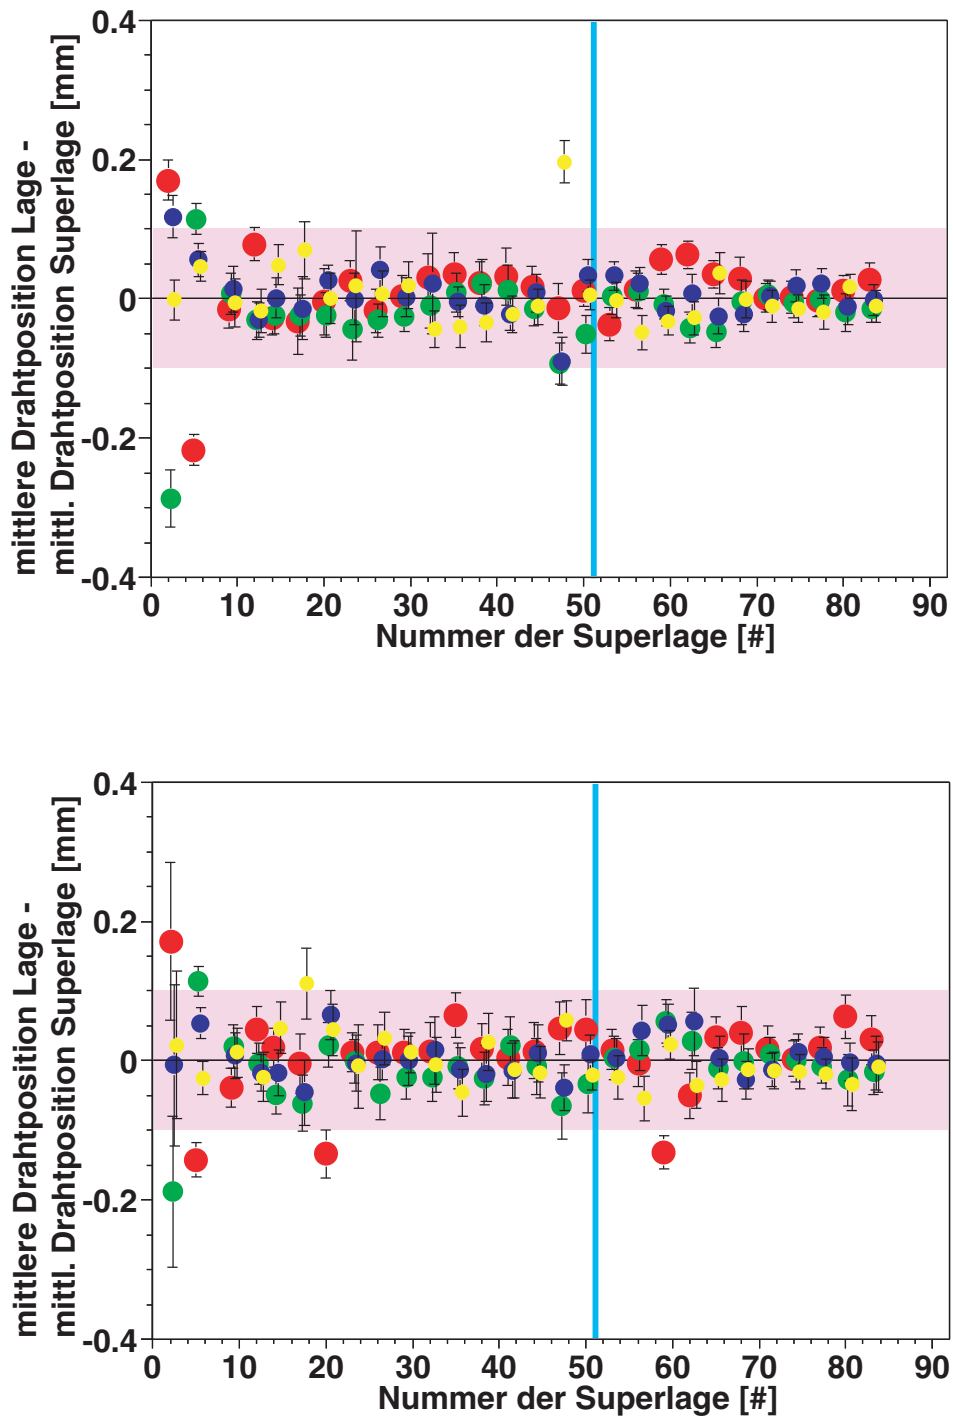 mittlere Drahtposition Lage -
mittl. Drahtposition Superlage [mm]
0.4
0.2
0
-0.2
-0.4
0 10 20 30 40 50 60 70 80 90
Nummer der Superlage [#]
mittlere Drahtposition Lage -
mittl. Drahtposition Superlage [mm]
0.4
0.2
0
-0.2
-0.4
0 10 20 30 40 50 60 70 80 90
Nummer der Superlage [#]